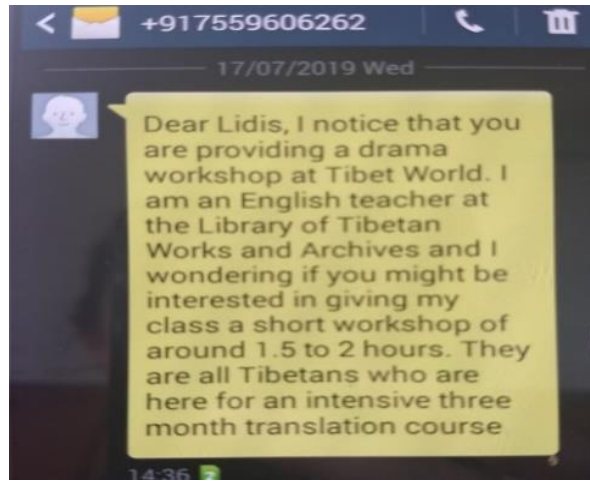 +917559606262
17/07/2019 Wed
Dear Lidis, I notice that you
are providing a drama
workshop at Tibet World. I
am an English teacher at
the Library of Tibetan
Works and Archives and I
wondering if you might be
interested in giving my
class a short workshop of
around 1.5 to 2 hours. They
are all Tibetans who are
here for an intensive three
month translation course
14:36